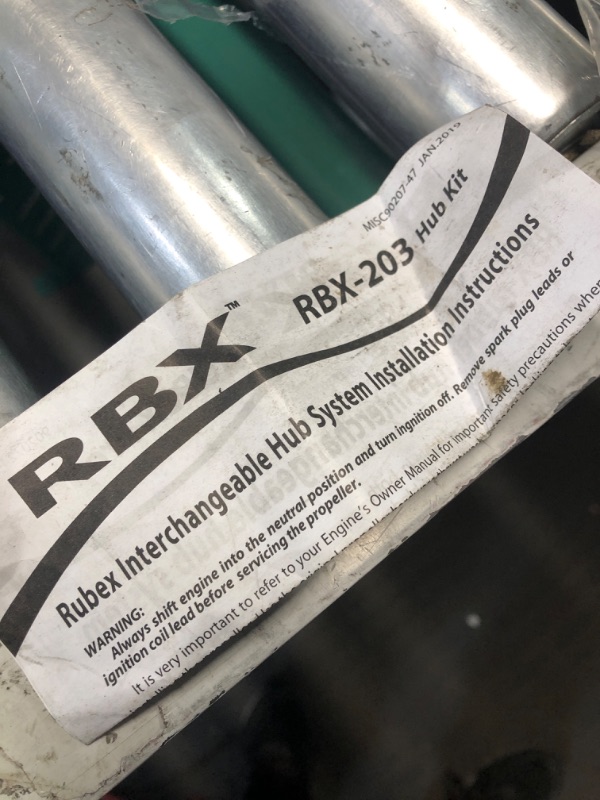 MISC90207-47 JAN.2019
RBX™
RBX-203 Hub Kit
Rubex Interchangeable Hub System Installation Instructions
WARNING:
Always shift engine into the neutral position and turn ingnition off. Remove spark plug leads or
ignition coil lead before servicing the propeller.
It is very important to refer to your Engine's Owner Manual for important safety precautions when